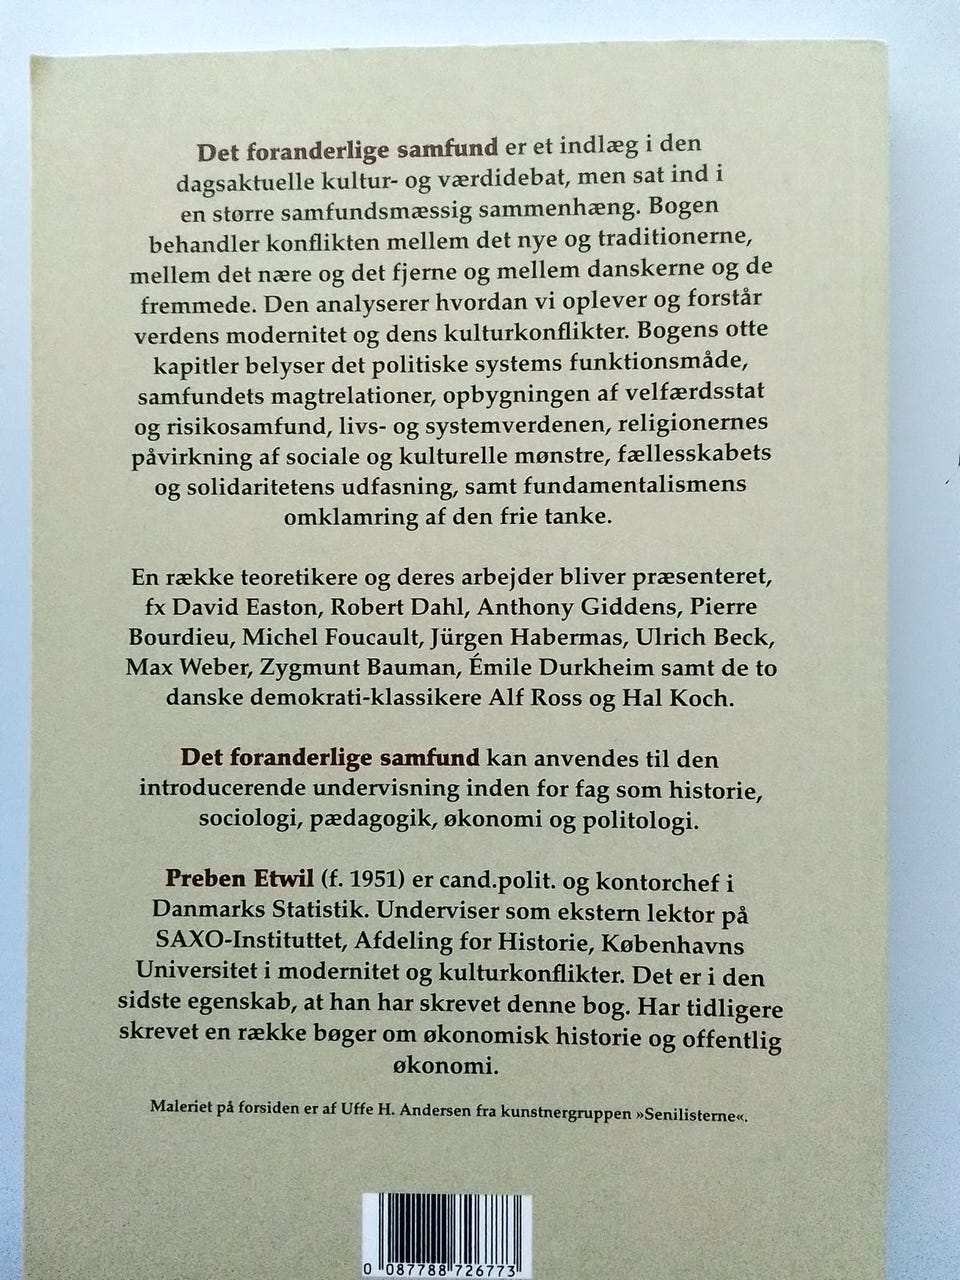 Det foranderlige samfund er et indlæg i den
dagsaktuelle kultur- og værdidebat, men sat ind i
en større samfundsmæssig sammenhæng. Bogen
behandler konflikten mellem det nye og traditionerne,
mellem det nære og det fjerne og mellem danskerne og de
fremmede. Den analyserer hvordan vi oplever og forstår
verdens modernitet og dens kulturkonflikter. Bogens otte
kapitler belyser det politiske systems funktionsmåde,
samfundets magtrelationer, opbygningen af velfærdsstat
og risikosamfund, livs- og systemverdenen, religionernes
påvirkning af sociale og kulturelle mønstre, fællesskabets
og solidaritetens udfasning, samt fundamentalismens
omklamring af den frie tanke.
En række teoretikere og deres arbejder bliver præsenteret,
fx David Easton, Robert Dahl, Anthony Giddens, Pierre
Bourdieu, Michel Foucault, Jürgen Habermas, Ulrich Beck,
Max Weber, Zygmunt Bauman, Émile Durkheim samt de to
danske demokrati-klassikere Alf Ross og Hal Koch.
Det foranderlige samfund kan anvendes til den
introducerende undervisning inden for fag som historie,
sociologi, pædagogik, økonomi og politologi.
Preben Etwil (f. 1951) er cand.polit. og kontorchef i
Danmarks Statistik. Underviser som ekstern lektor på
SAXO-Instituttet, Afdeling for Historie, Københavns
Universitet i modernitet og kulturkonflikter. Det er i den
sidste egenskab, at han har skrevet denne bog. Har tidligere
skrevet en række bøger om økonomisk historie og offentlig
økonomi.
Maleriet på forsiden er af Uffe H. Andersen fra kunstnergruppen »Senilisterne«.
0 087788 726773